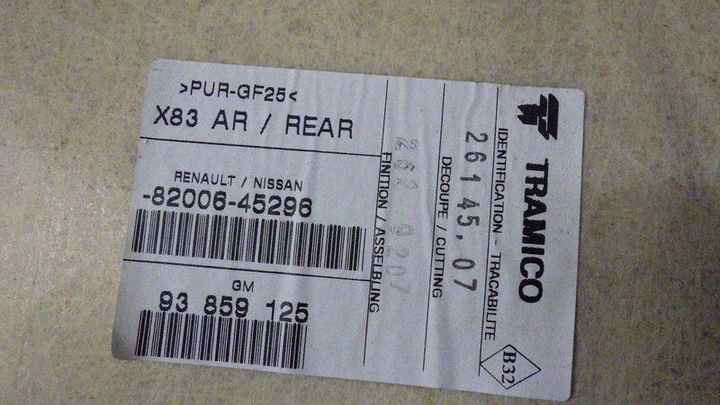 >PUR-GF25<
X83 AR / REAR
RENAULT / NISSAN
-82006-45296
GM
93 859 125
FINITION / ASSELBLING
DECOUPE / CUTTING
26145.07
IDENTIFICATION - TRACABILITE
TRAMICO
B32